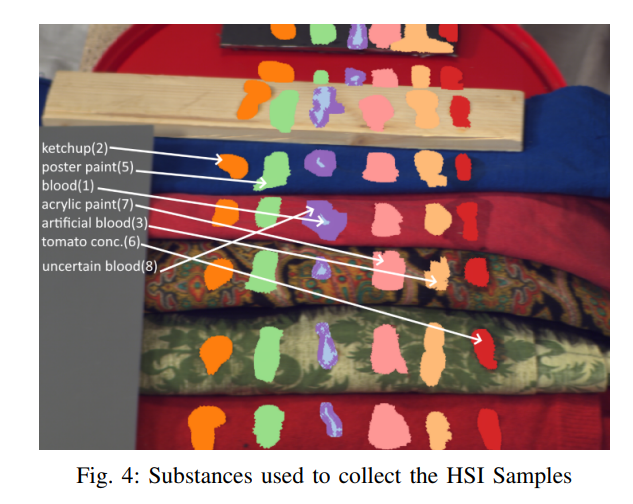 ketchup(2)
poster paint(5)
blood(1)
acrylic paint(7)
artificial blood(3)
tomato conc.(6)
uncertain blood(8)
Fig. 4: Substances used to collect the HSI Samples